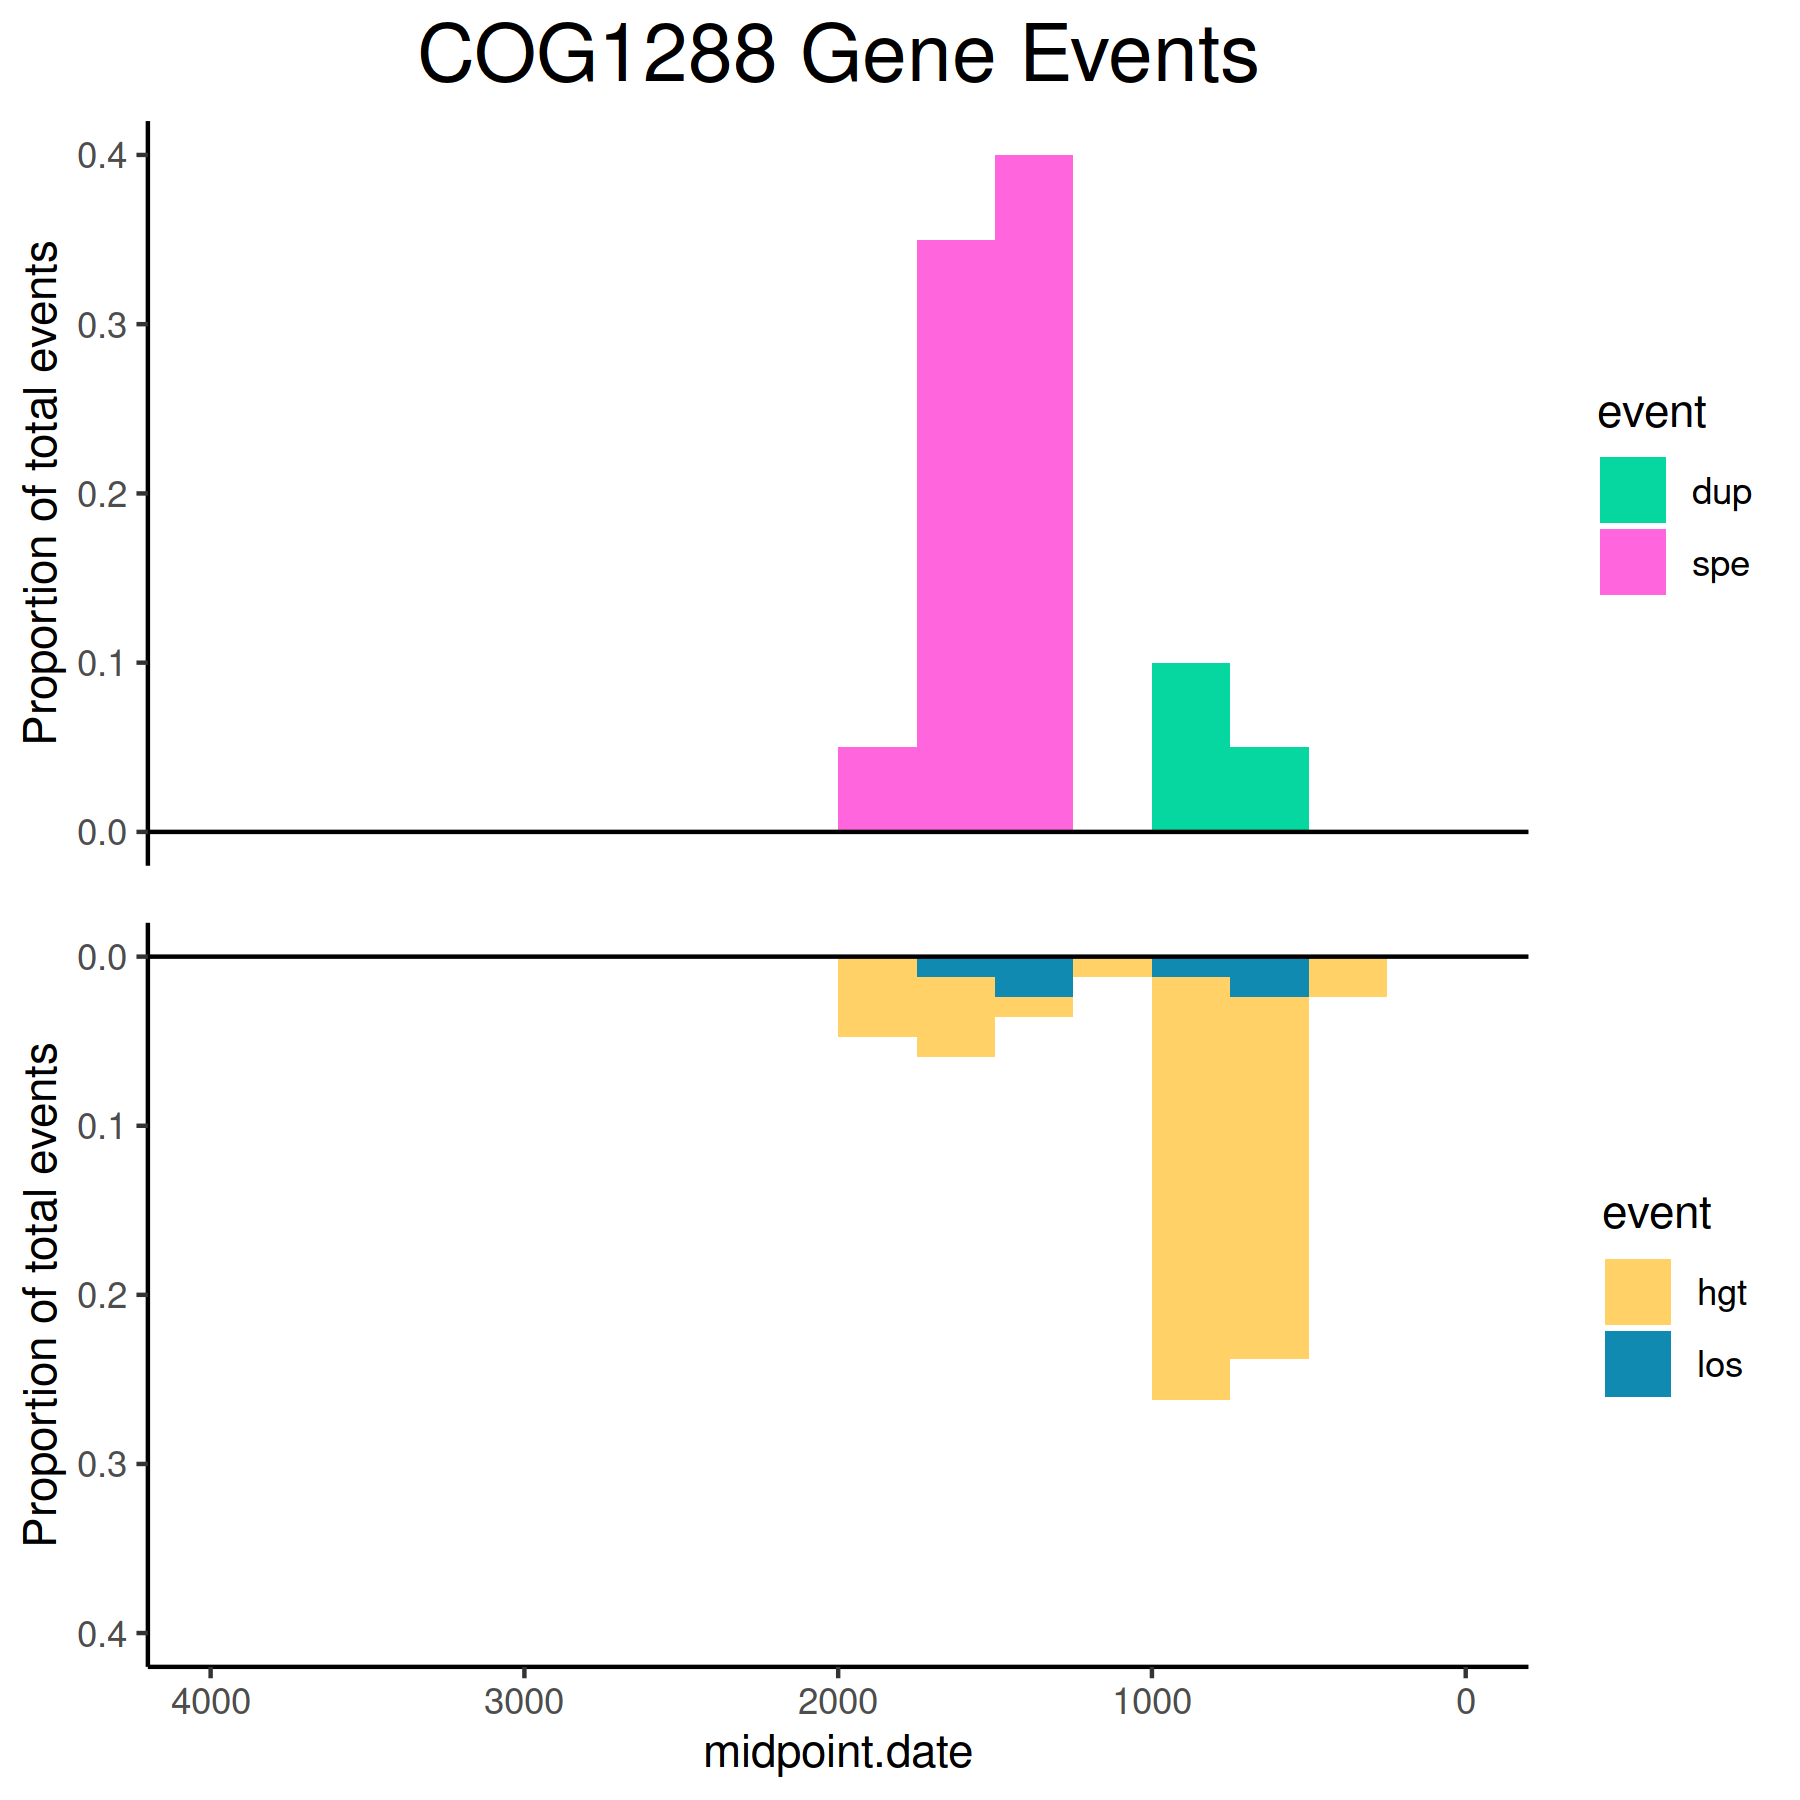 COG1288 Gene Events
Proportion of total events
0.4
0.3
0.2
0.1
0.0
event
dup
spe
Proportion of total events
0.0
0.1
0.2
0.3
0.4
event
hgt
los
4000 3000 2000 1000 0
midpoint.date